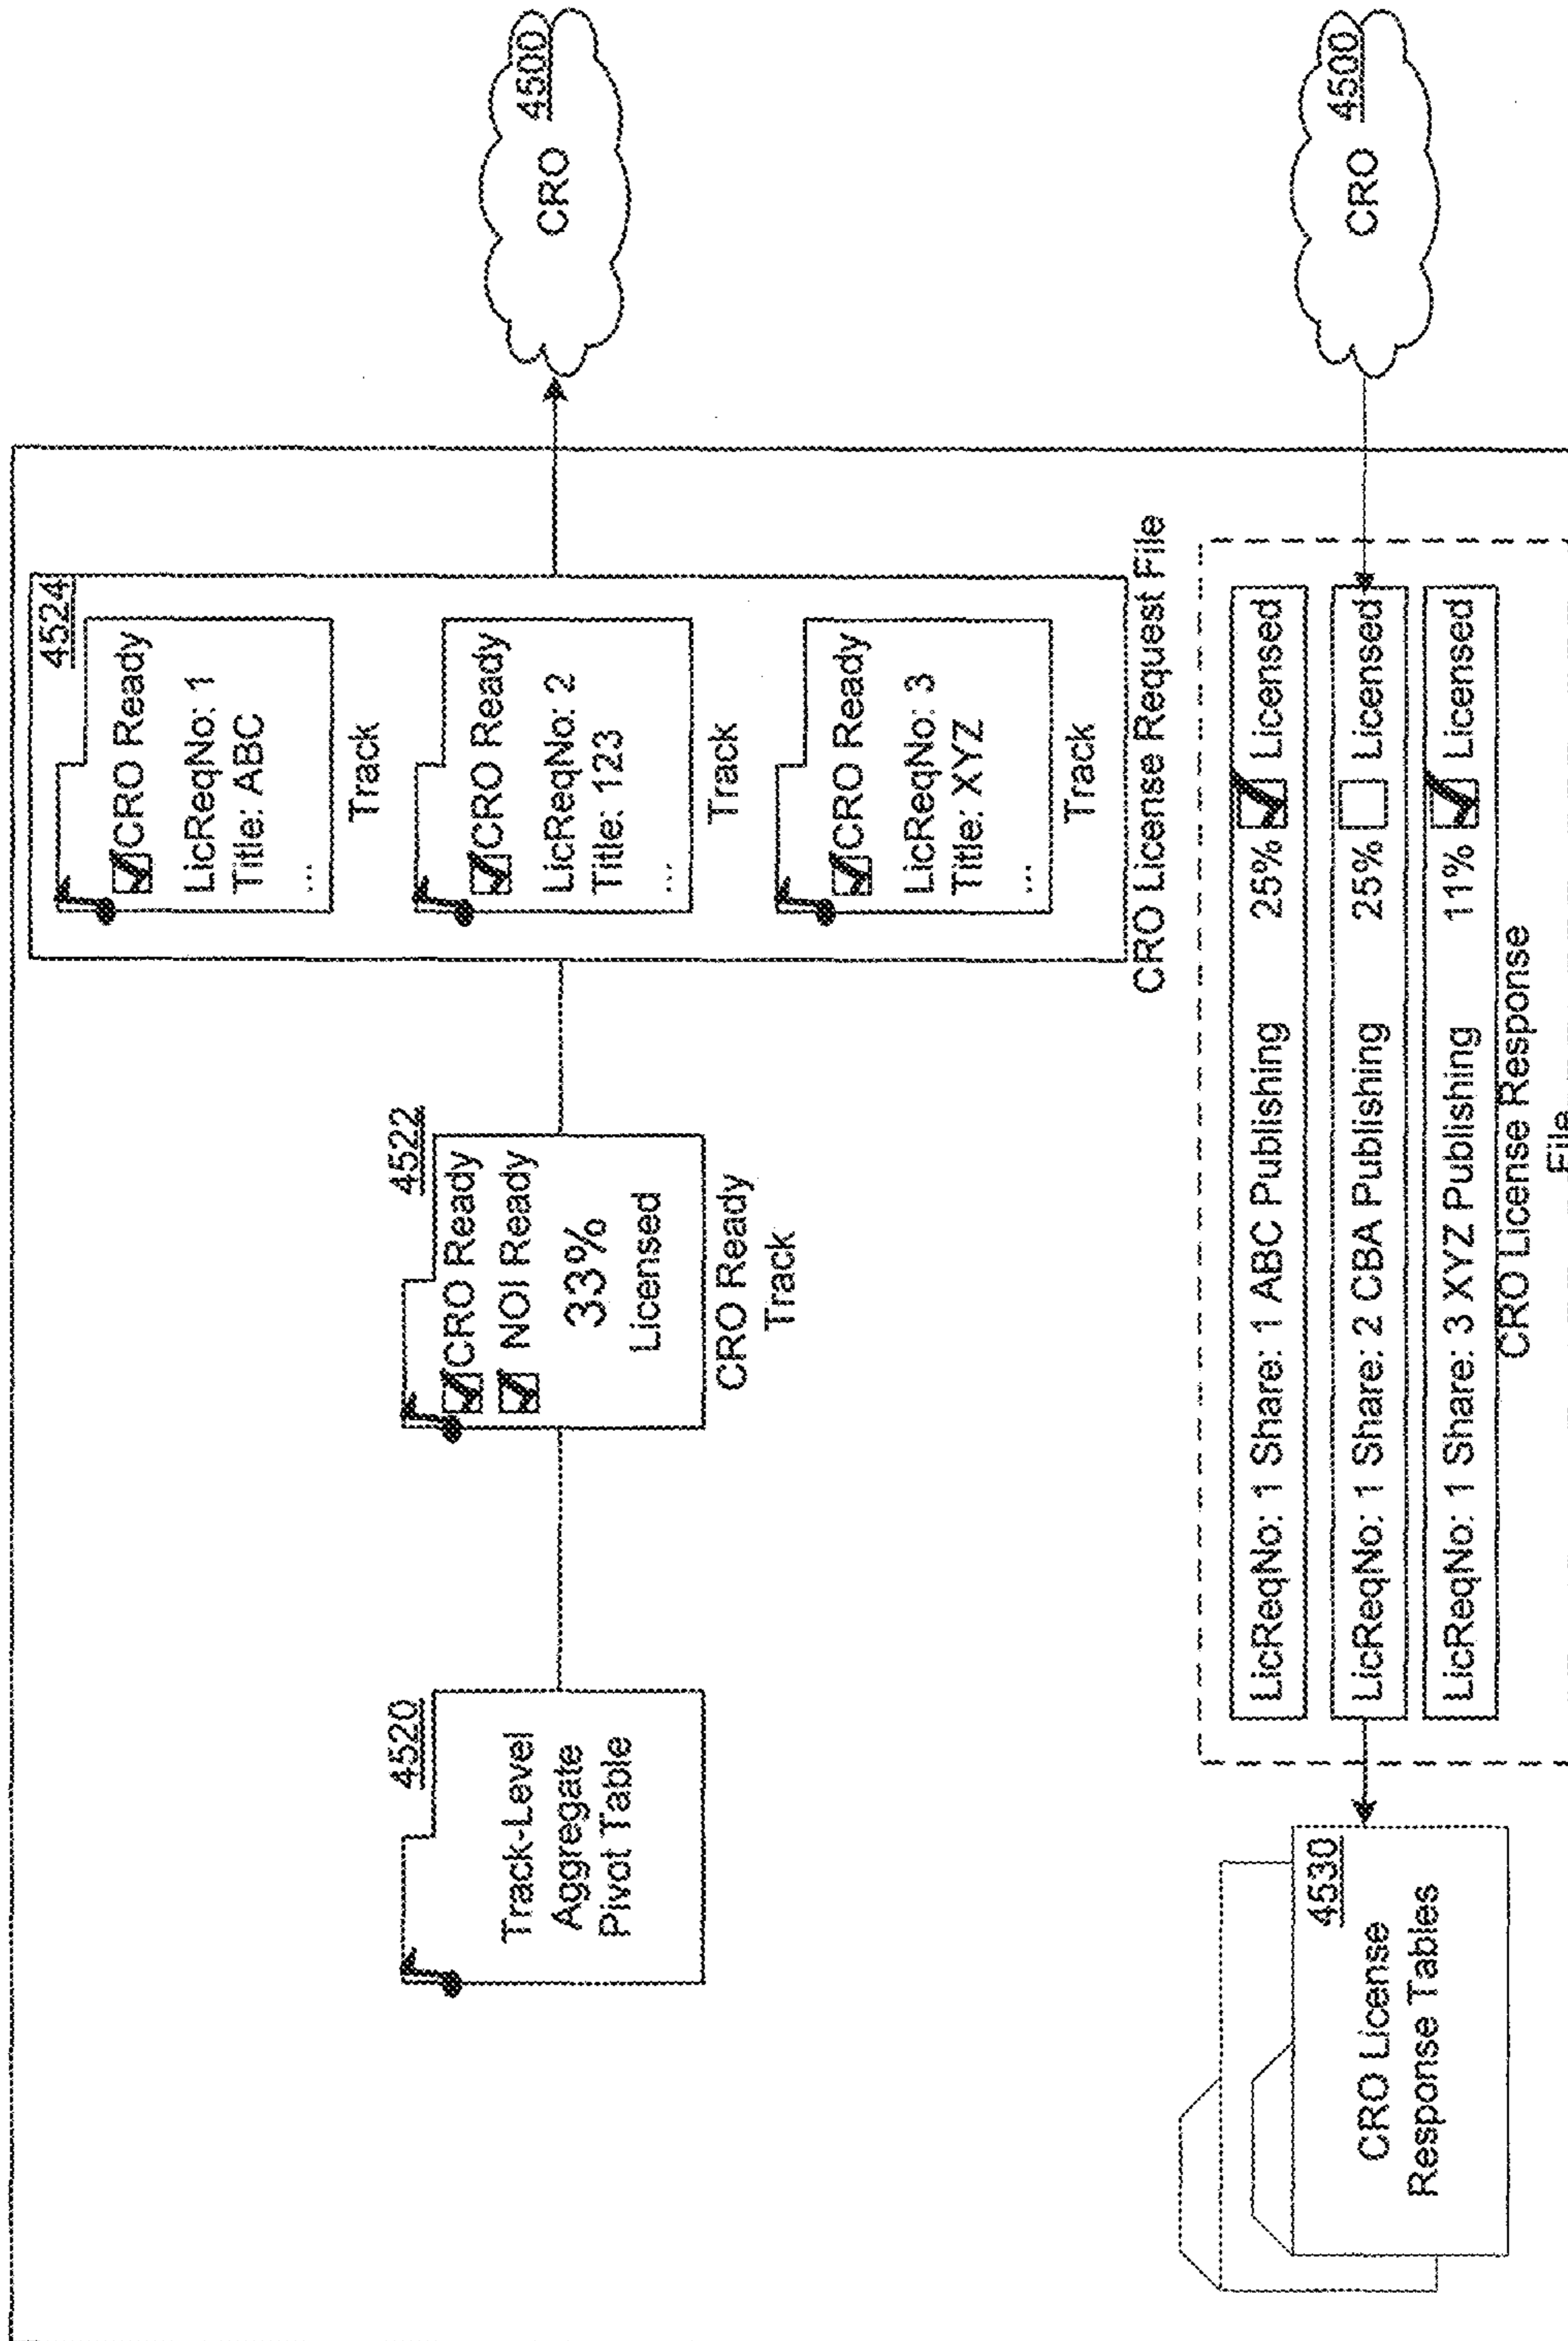 4520
Track-Level
Aggregate
Pivot Table
4522
CRO Ready
NOI Ready
33%
Licensed
CRO Ready
Track
4524
CRO Ready
LicReqNo: 1
Title: ABC
...
Track
CRO Ready
LicReqNo: 2
Title: 123
...
Track
CRO Ready
LicReqNo: 3
Title: XYZ
...
Track
CRO License Request File
CRO 4500
4530
CRO License
Response Tables
LicReqNo: 1 Share: 1 ABC Publishing 25% Licensed
LicReqNo: 1 Share: 2 CBA Publishing 25% Licensed
LicReqNo: 1 Share: 3 XYZ Publishing 11% Licensed
CRO License Response
File
CRO 4500